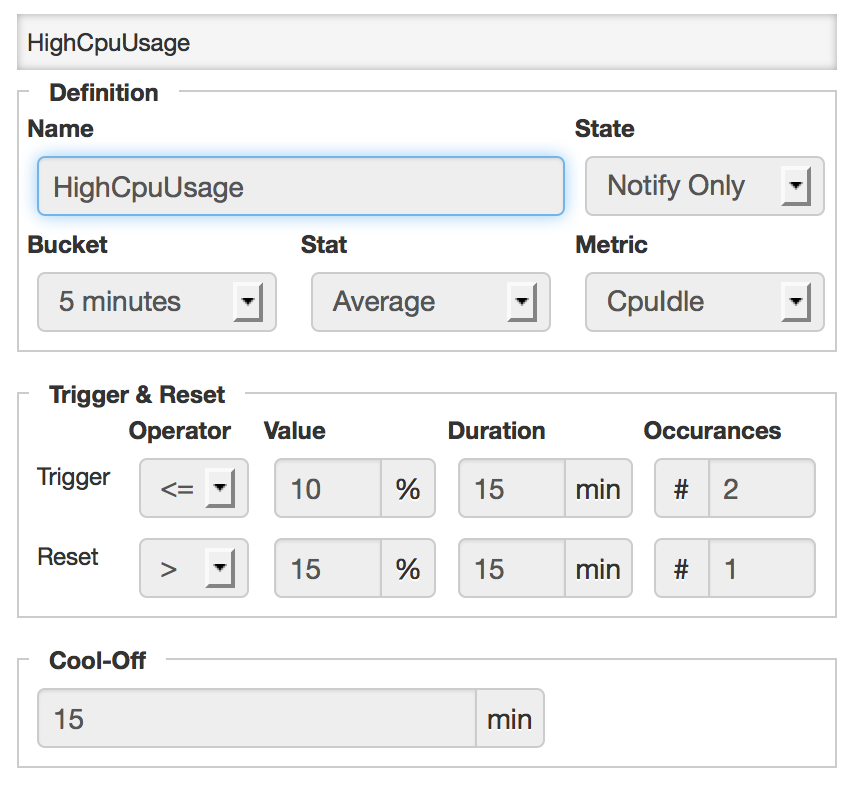 HighCpuUsage
Definition
Name State
HighCpuUsage Notify Only
Bucket Stat Metric
5 minutes Average CpuIdle
Trigger & Reset
Operator Value Duration Occurances
Trigger <= 10 % 15 min # 2
Reset > 15 % 15 min # 1
Cool-Off
15 min